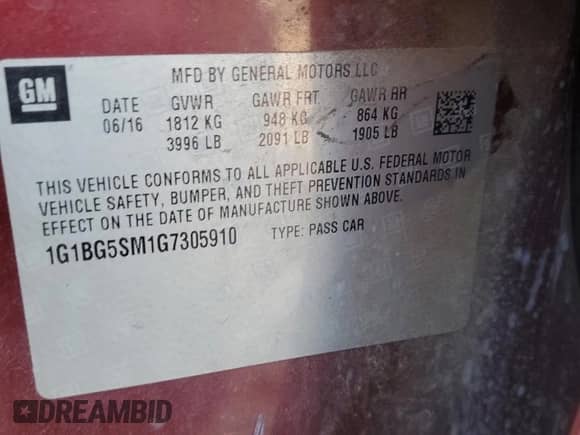 GM
MFD BY GENERAL MOTORS LLC
DATE GVWR GAWR FRT GAWR RR
06/16 1812 KG 948 KG 864 KG
3996 LB 2091 LB 1905 LB
THIS VEHICLE CONFORMS TO ALL APPLICABLE U.S. FEDERAL MOTOR
VEHICLE SAFETY, BUMPER, AND THEFT PREVENTION STANDARDS IN
EFFECT ON THE DATE OF MANUFACTURE SHOWN ABOVE.
1G1BG5SM1G7305910 TYPE: PASS CAR
DREAMBID